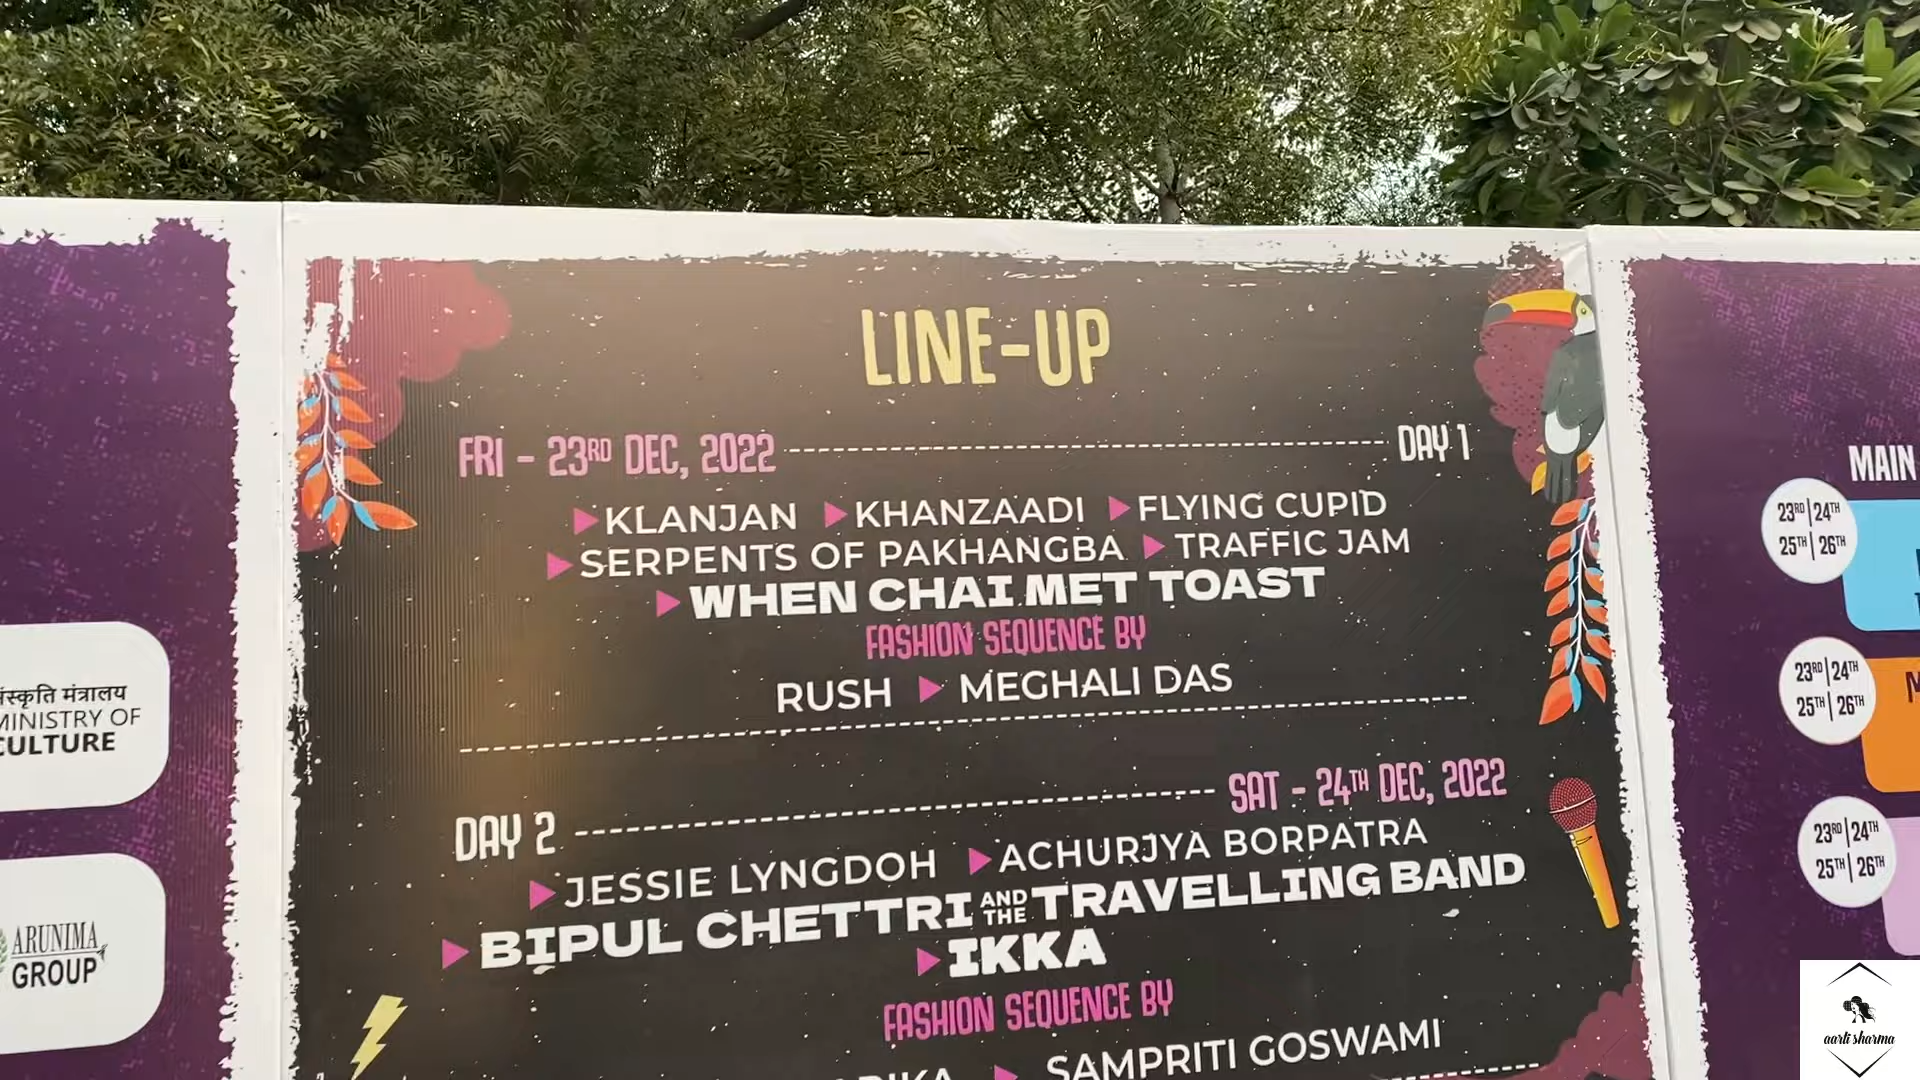 LINE-UP
FRI - 23RD DEC, 2022 DAY 1
KLANJAN KHANZAADI FLYING CUPID
SERPENTS OF PAKHANGBA TRAFFIC JAM
WHEN CHAI MET TOAST
FASHION SEQUENCE BY
RUSH MEGHALI DAS
DAY 2 SAT - 24TH DEC, 2022
JESSIE LYNGDOH ACHURJYA BORPATRA
BIPUL CHETTRI AND THE TRAVELLING BAND
IKKA
FASHION SEQUENCE BY
SAMPRITI GOSWAMI
मंत्रालय
MINISTRY OF
CULTURE
ARUNIMA
GROUP
MAIN
23RD 24TH
25TH 26TH
23RD 24TH
25TH 26TH
23RD 24TH
25TH 26TH
aarti sharma